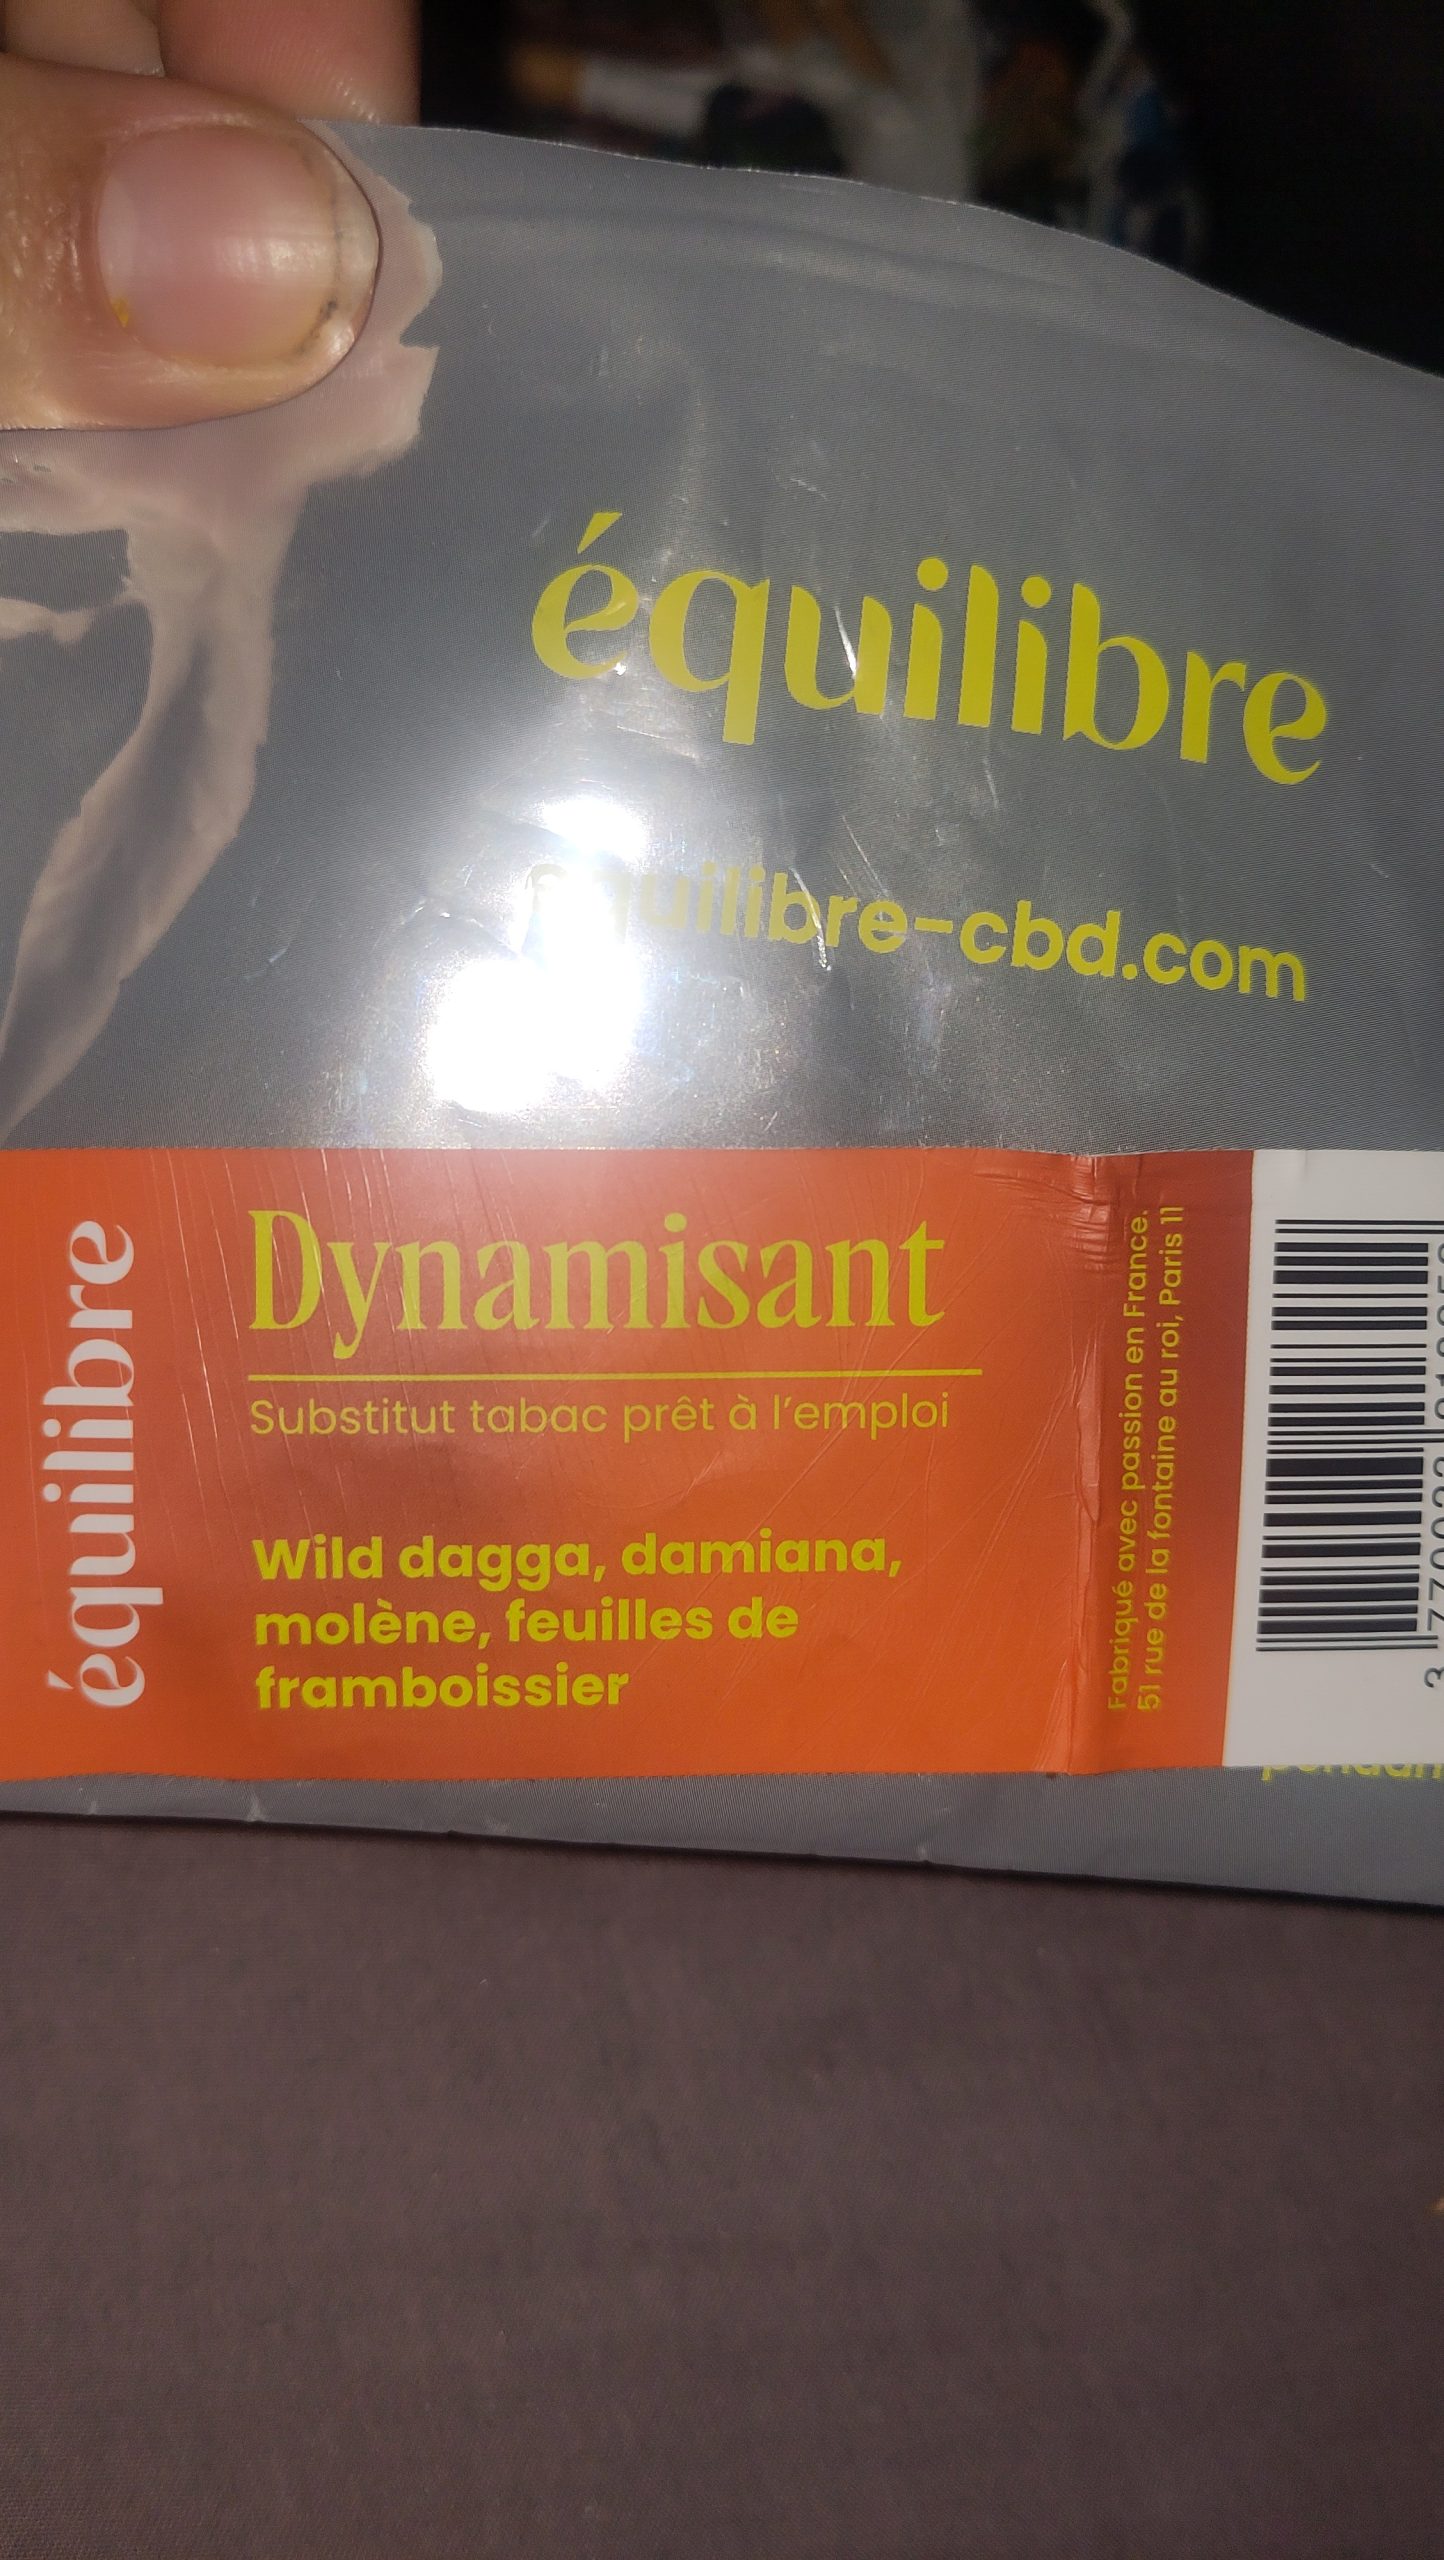 équilibre
equilibre-cbd.com
équilibre
Dynamisant
Substitut tabac prêt à l'emploi
Wild dagga, damiana,
molène, feuilles de
framboissier
Fabriqué avec passion en France.
51 rue de la fontaine au roi, Paris 11